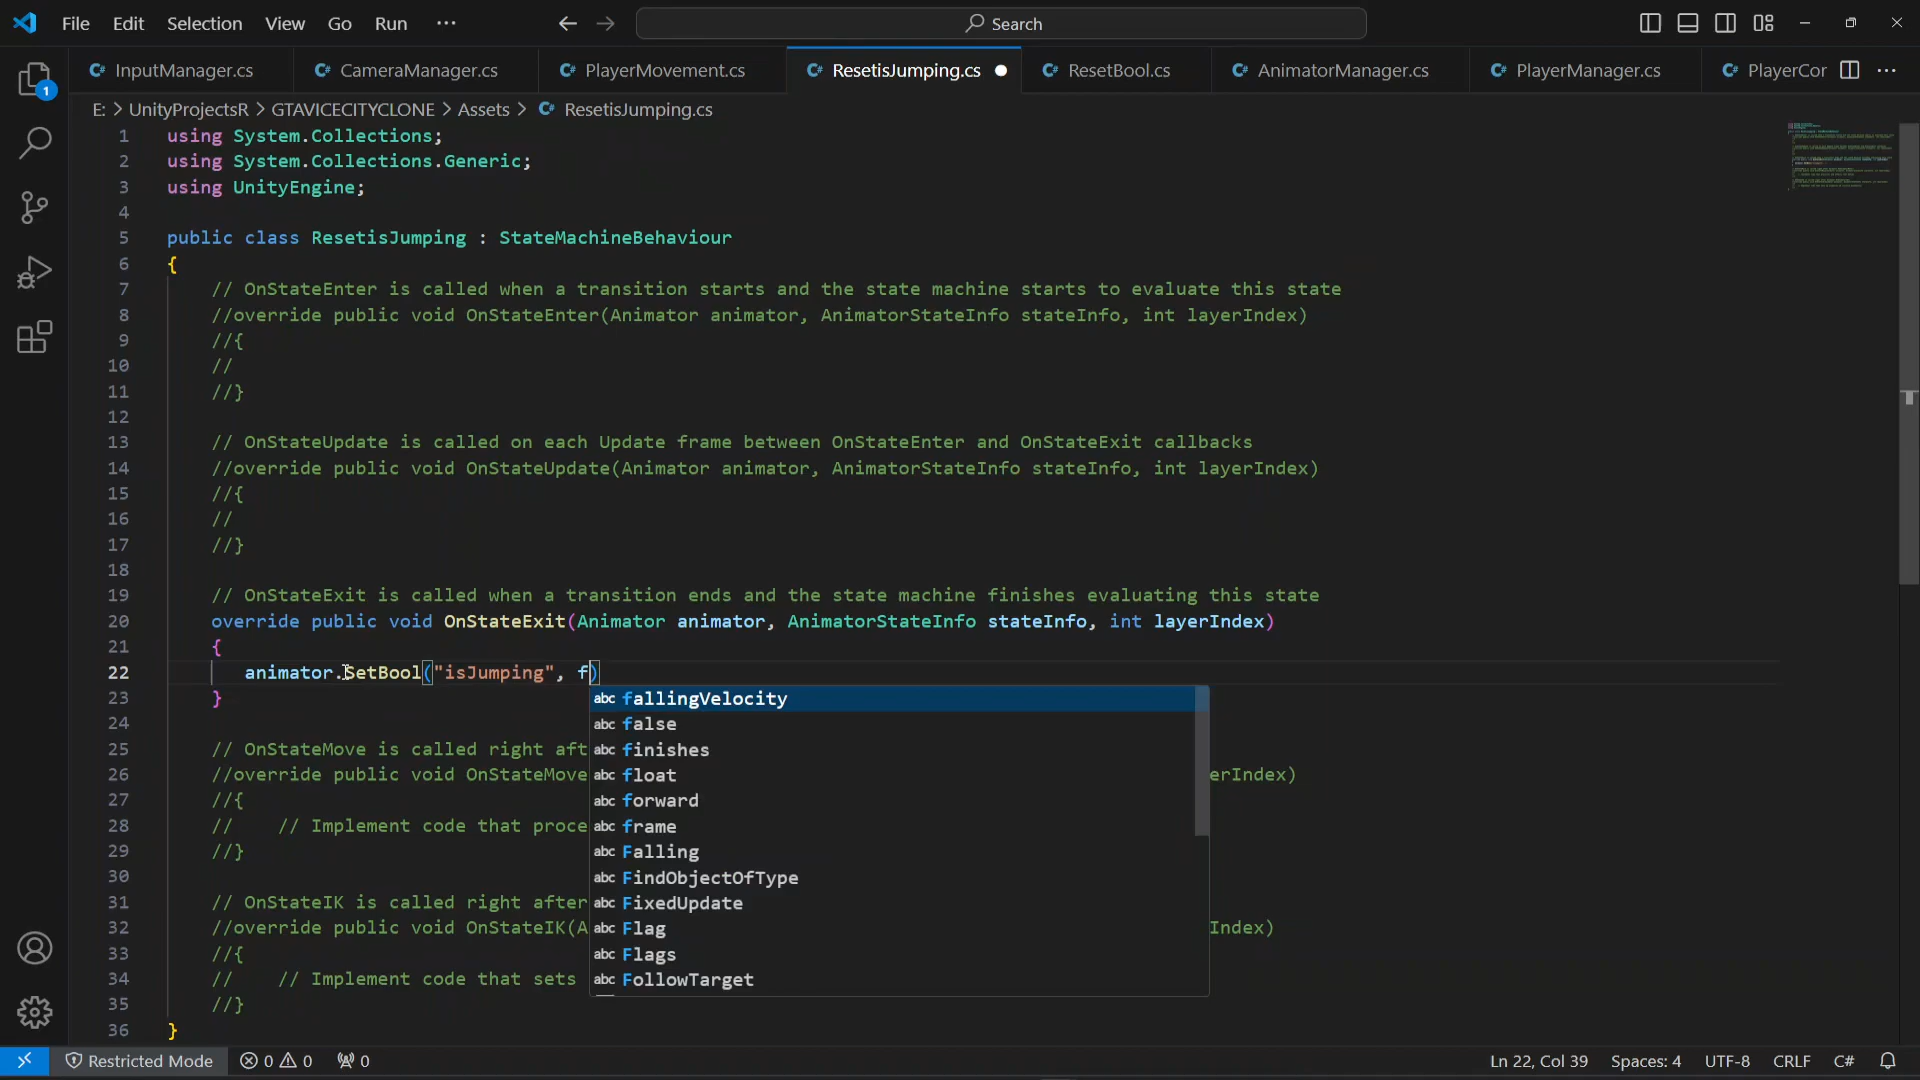 File Edit Selection View Go Run ··· Search
InputManager.cs CameraManager.cs PlayerMovement.cs ResetisJumping.cs ResetBool.cs AnimatorManager.cs PlayerManager.cs PlayerCor
E: > UnityProjectsR > GTAVICECITYCLONE > Assets > ResetisJumping.cs
1 using System.Collections;
2 using System.Collections.Generic;
3 using UnityEngine;
4
5 public class ResetisJumping : StateMachineBehaviour
6 {
7 // OnStateEnter is called when a transition starts and the state machine starts to evaluate this state
8 //override public void OnStateEnter(Animator animator, AnimatorStateInfo stateInfo, int layerIndex)
9 //{
10 //
11 //}
12
13 // OnStateUpdate is called on each Update frame between OnStateEnter and OnStateExit callbacks
14 //override public void OnStateUpdate(Animator animator, AnimatorStateInfo stateInfo, int layerIndex)
15 //{
16 //
17 //}
18
19 // OnStateExit is called when a transition ends and the state machine finishes evaluating this state
20 override public void OnStateExit(Animator animator, AnimatorStateInfo stateInfo, int layerIndex)
21 {
22 animator.SetBool("isJumping", f)
23 }
abc fallingVelocity
24
abc false
25 // OnStateMove is called right aft
abc finishes
26 //override public void OnStateMove
abc float
erIndex)
27 //{
abc forward
28 // // Implement code that proce
abc frame
29 //}
abc Falling
30
abc FindObjectOfType
31 // OnStateIK is called right after
abc FixedUpdate
32 //override public void OnStateIK(A
abc Flag
Index)
33 //{
abc Flags
34 // // Implement code that sets
abc FollowTarget
35 //}
36 }
1
Restricted Mode 0 0 0 Ln 22, Col 39 Spaces: 4 UTF-8 CRLF C#